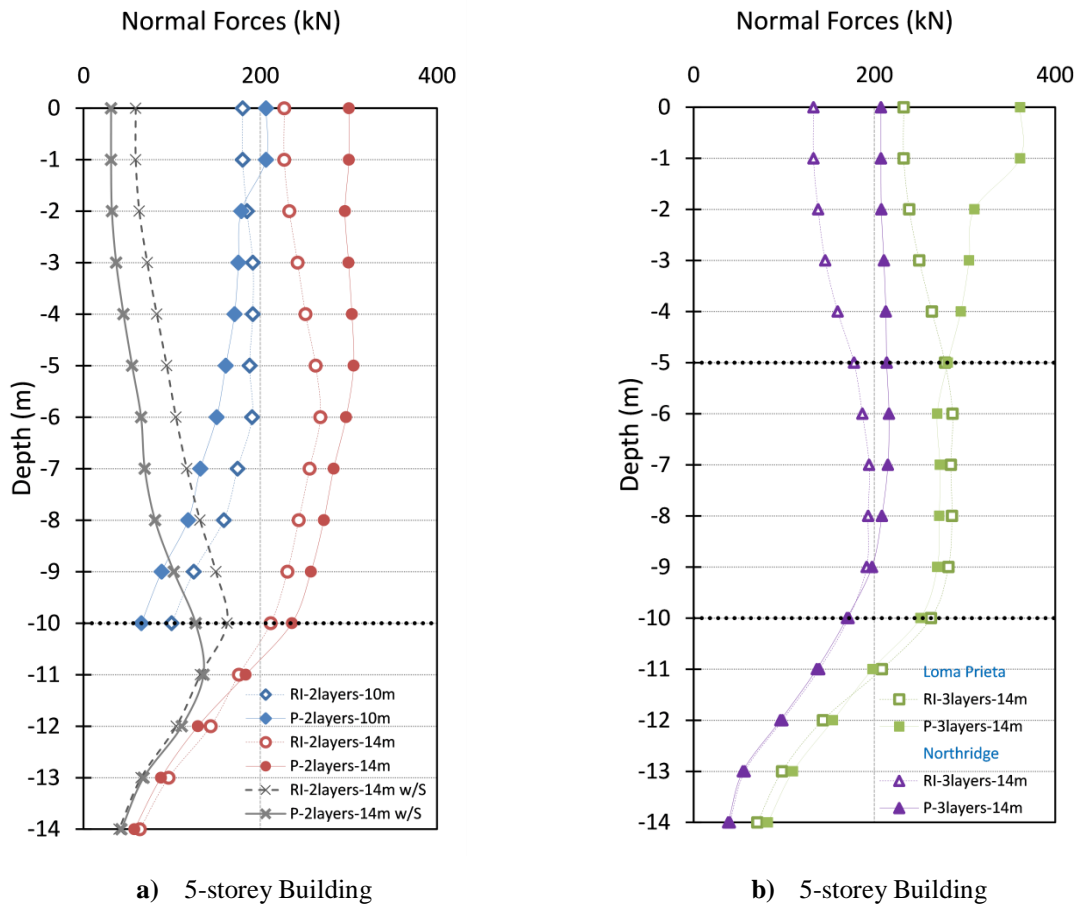 Normal Forces (kN)
0 200 400
0
-1
-2
-3
-4
-5
-6
-7
-8
-9
-10
-11
-12
-13
-14
Depth (m)
RI-2layers-10m
P-2layers-10m
RI-2layers-14m
P-2layers-14m
RI-2layers-14m w/S
P-2layers-14m w/S
a) 5-storey Building
Normal Forces (kN)
0 200 400
0
-1
-2
-3
-4
-5
-6
-7
-8
-9
-10
-11
-12
-13
-14
Depth (m)
Loma Prieta
RI-3layers-14m
P-3layers-14m
Northridge
RI-3layers-14m
P-3layers-14m
b) 5-storey Building